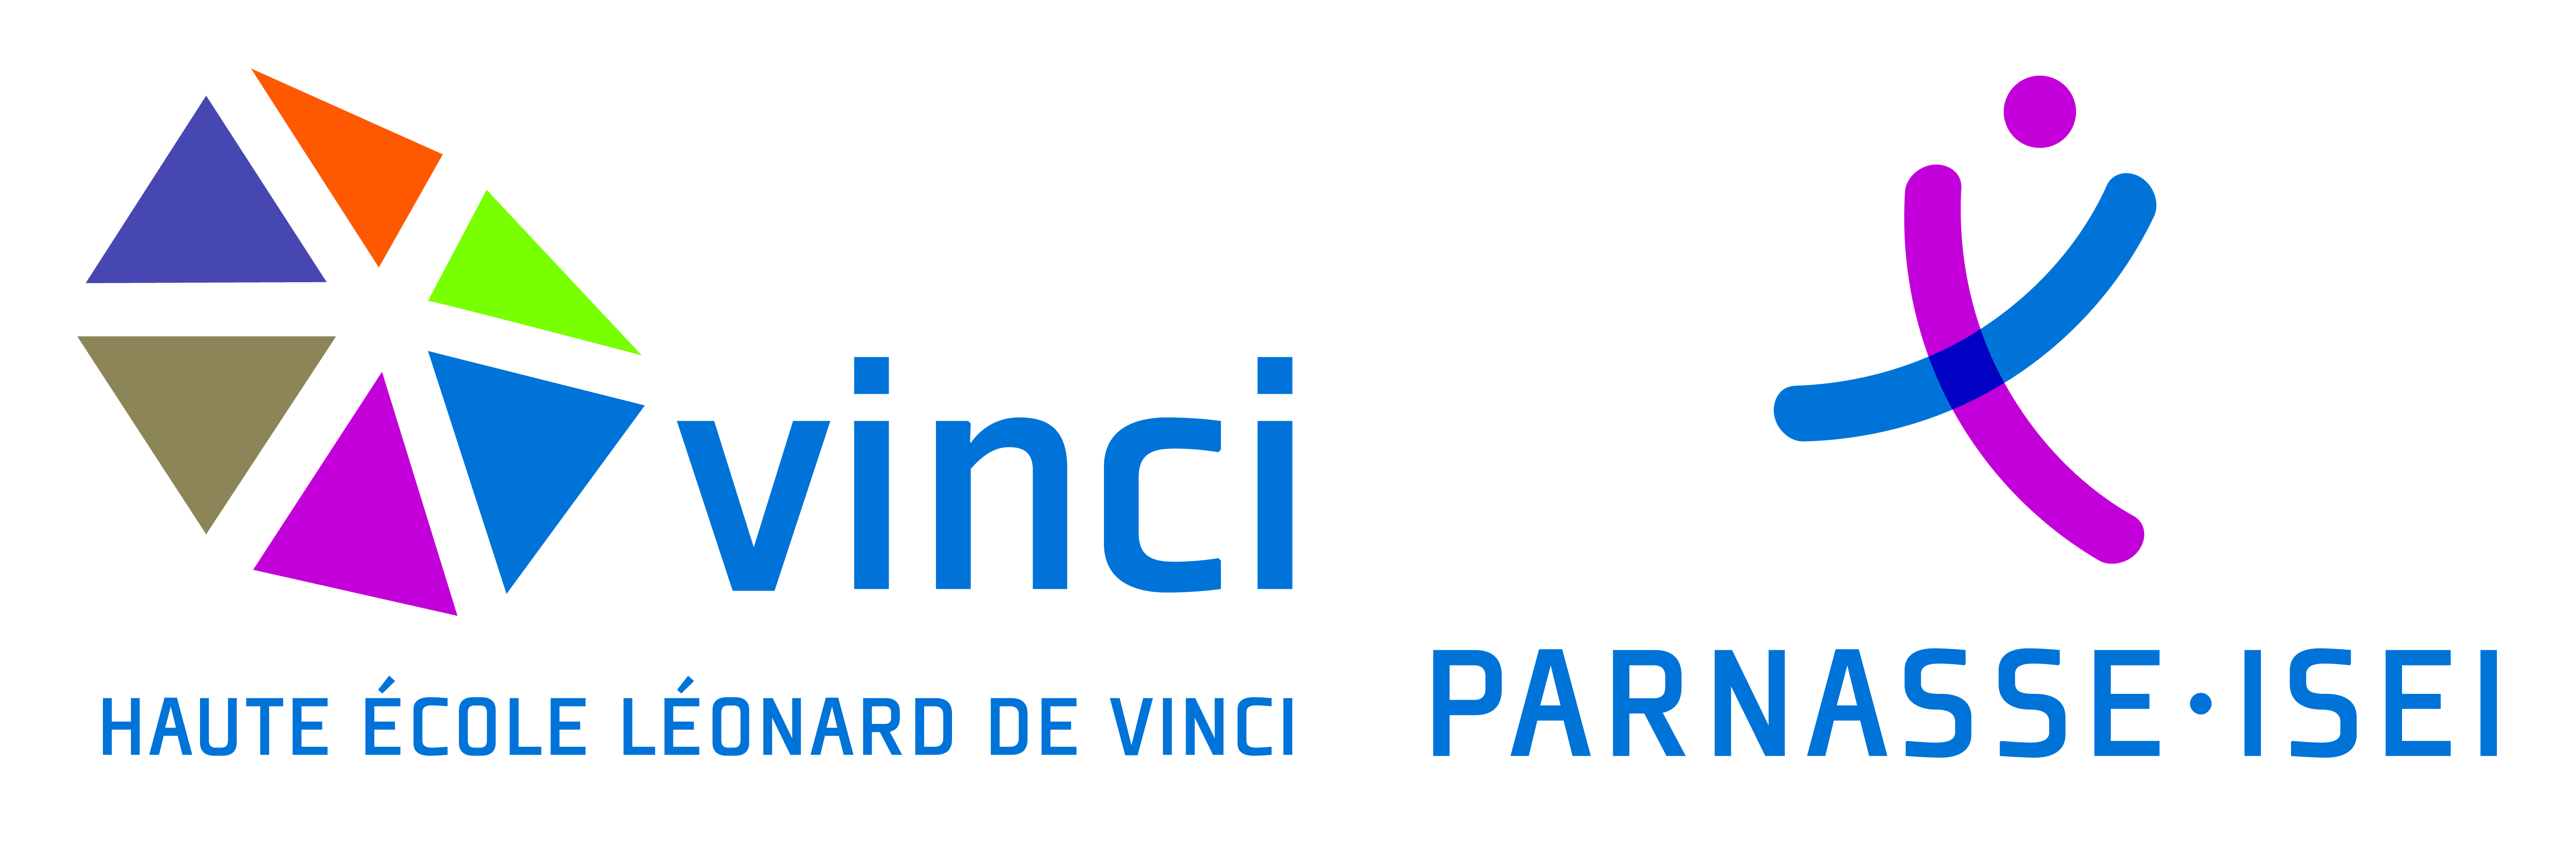 vinci
HAUTE ÉCOLE LÉONARD DE VINCI
PARNASSE·ISEI